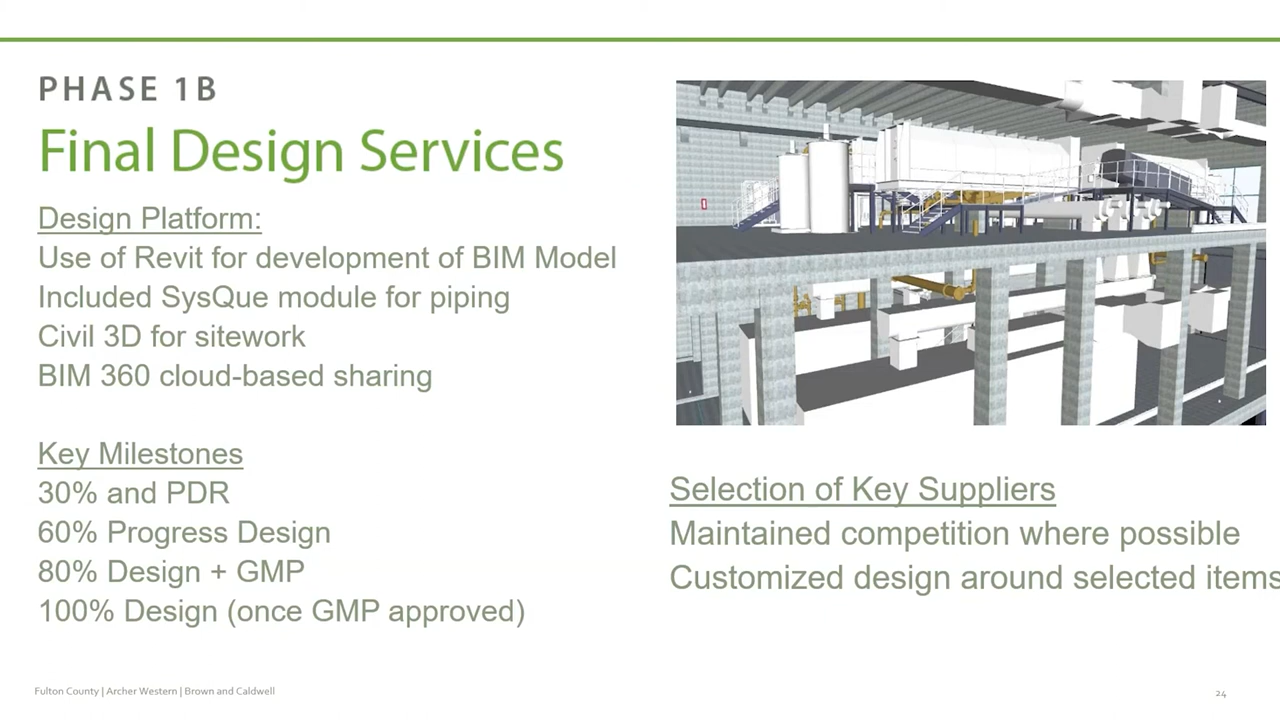 PHASE 1B
Final Design Services
Design Platform:
Use of Revit for development of BIM Model
Included SysQue module for piping
Civil 3D for sitework
BIM 360 cloud-based sharing
Key Milestones
30% and PDR
60% Progress Design
80% Design + GMP
100% Design (once GMP approved)
Selection of Key Suppliers
Maintained competition where possible
Customized design around selected items
Fulton County | Archer Western | Brown and Caldwell
24